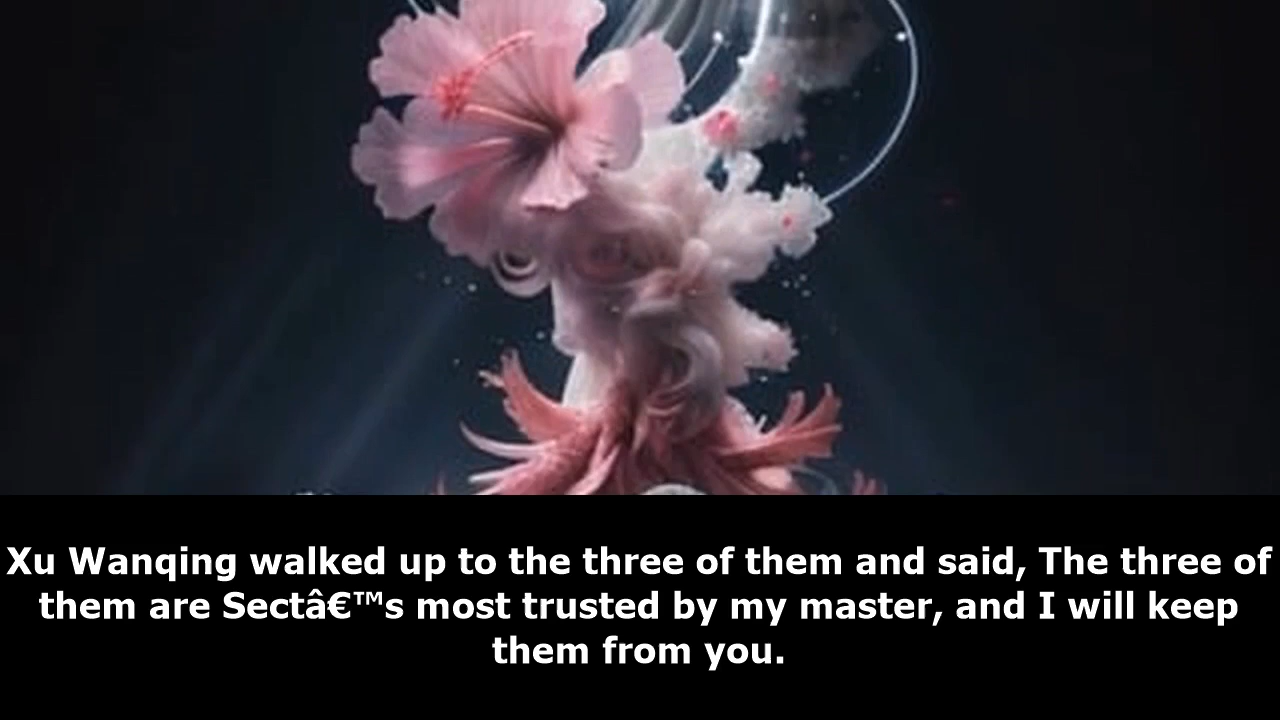 Xu Wanqing walked up to the three of them and said, The three of
them are Sectâ€™s most trusted by my master, and I will keep
them from you.